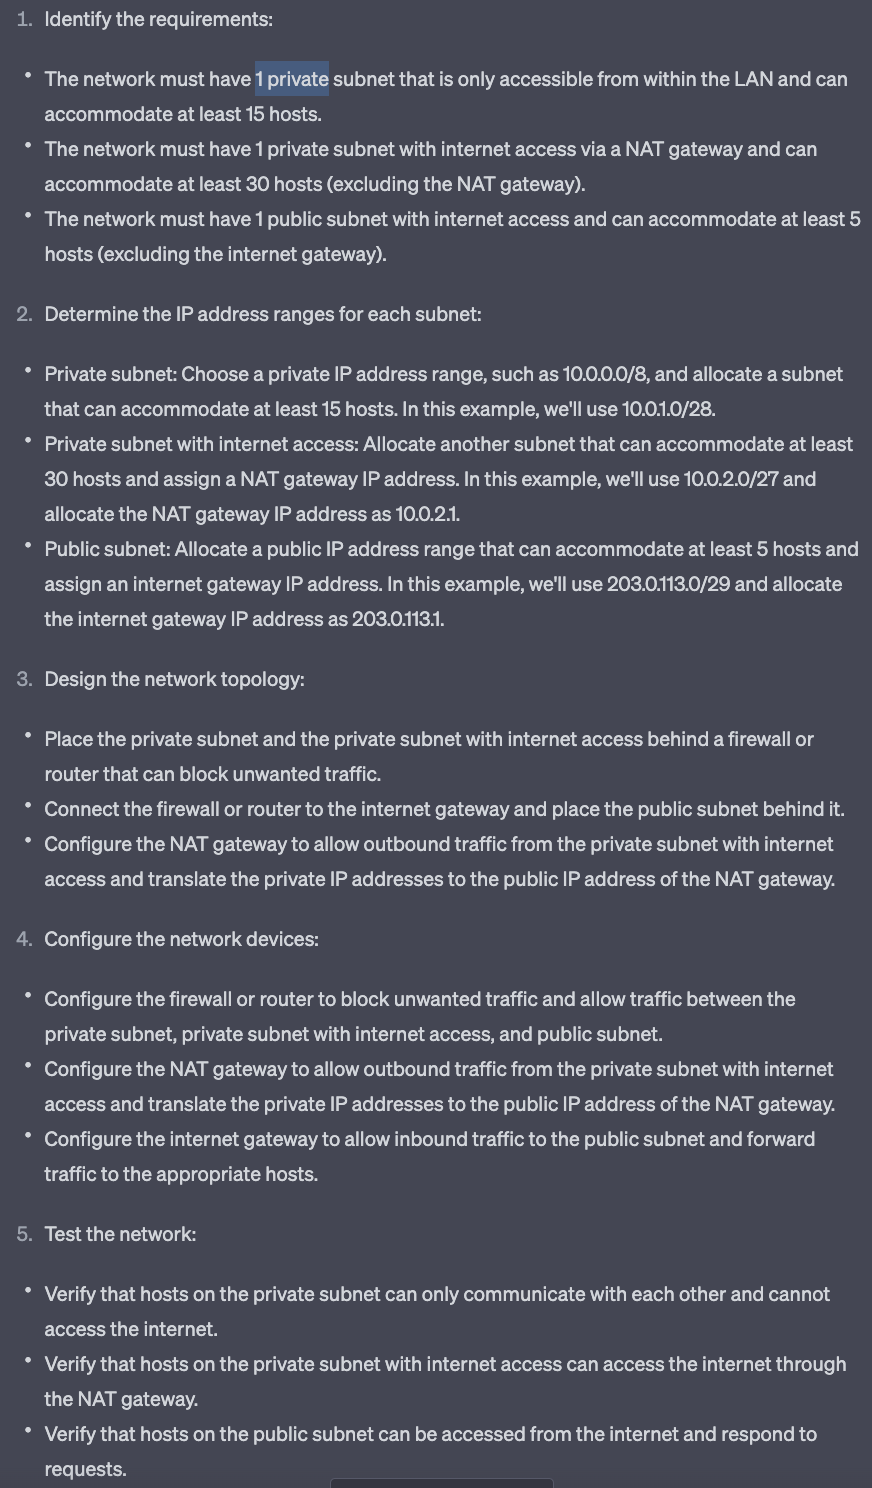 1. Identify the requirements:
• The network must have 1 private subnet that is only accessible from within the LAN and can
accommodate at least 15 hosts.
• The network must have 1 private subnet with internet access via a NAT gateway and can
accommodate at least 30 hosts (excluding the NAT gateway).
• The network must have 1 public subnet with internet access and can accommodate at least 5
hosts (excluding the internet gateway).
2. Determine the IP address ranges for each subnet:
• Private subnet: Choose a private IP address range, such as 10.0.0.0/8, and allocate a subnet
that can accommodate at least 15 hosts. In this example, we'll use 10.0.1.0/28.
• Private subnet with internet access: Allocate another subnet that can accommodate at least
30 hosts and assign a NAT gateway IP address. In this example, we'll use 10.0.2.0/27 and
allocate the NAT gateway IP address as 10.0.2.1.
• Public subnet: Allocate a public IP address range that can accommodate at least 5 hosts and
assign an internet gateway IP address. In this example, we'll use 203.0.113.0/29 and allocate
the internet gateway IP address as 203.0.113.1.
3. Design the network topology:
• Place the private subnet and the private subnet with internet access behind a firewall or
router that can block unwanted traffic.
• Connect the firewall or router to the internet gateway and place the public subnet behind it.
• Configure the NAT gateway to allow outbound traffic from the private subnet with internet
access and translate the private IP addresses to the public IP address of the NAT gateway.
4. Configure the network devices:
• Configure the firewall or router to block unwanted traffic and allow traffic between the
private subnet, private subnet with internet access, and public subnet.
• Configure the NAT gateway to allow outbound traffic from the private subnet with internet
access and translate the private IP addresses to the public IP address of the NAT gateway.
• Configure the internet gateway to allow inbound traffic to the public subnet and forward
traffic to the appropriate hosts.
5. Test the network:
• Verify that hosts on the private subnet can only communicate with each other and cannot
access the internet.
• Verify that hosts on the private subnet with internet access can access the internet through
the NAT gateway.
• Verify that hosts on the public subnet can be accessed from the internet and respond to
requests.